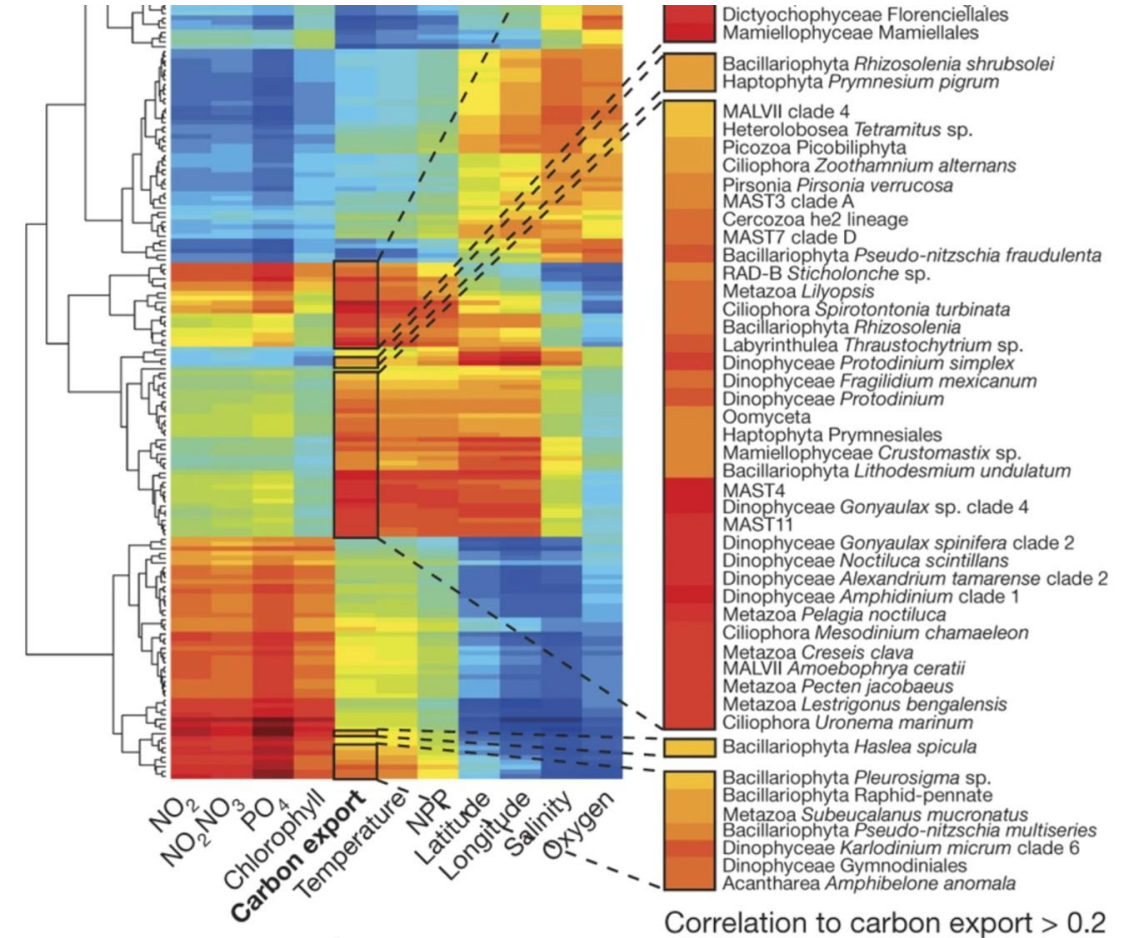 Dictyochophyceae Florenciellales
Mamiellophyceae Mamiellales
Bacillariophyta Rhizosolenia shrubsolei
Haptophyta Prymnesium pigrum
MALVII clade 4
Heterolobosea Tetramitus sp.
Picozoa Picobiliphyta
Ciliophora Zoothamnium alternans
Pirsonia Pirsonia verrucosa
MAST3 clade A
Cercozoa he2 lineage
MAST7 clade D
Bacillariophyta Pseudo-nitzschia fraudulenta
RAD-B Sticholonche sp.
Metazoa Lilyopsis
Ciliophora Spirotontonia turbinata
Bacillariophyta Rhizosolenia
Labyrinthulea Thraustochytrium sp.
Dinophyceae Protodinium simplex
Dinophyceae Fragilidium mexicanum
Dinophyceae Protodinium
Oomyceta
Haptophyta Prymnesiales
Mamiellophyceae Crustomastix sp.
Bacillariophyta Lithodesmium undulatum
MAST4
Dinophyceae Gonyaulax sp. clade 4
MAST11
Dinophyceae Gonyaulax spinifera clade 2
Dinophyceae Noctiluca scintillans
Dinophyceae Alexandrium tamarense clade 2
Dinophyceae Amphidinium clade 1
Metazoa Pelagia noctiluca
Ciliophora Mesodinium chamaeleon
Metazoa Creseis clava
MALVII Amoebophrya ceratii
Metazoa Pecten jacobaeus
Metazoa Lestrigonus bengalensis
Ciliophora Uronema marinum
Bacillariophyta Haslea spicula
Bacillariophyta Pleurosigma sp.
Bacillariophyta Raphid-pennate
Metazoa Subeucalanus mucronatus
Bacillariophyta Pseudo-nitzschia multiseries
Dinophyceae Karlodinium micrum clade 6
Dinophyceae Gymnodiniales
Acantharea Amphibelone anomala
NO2
NO2NO3
PO4
Chlorophyll
Carbon export
Temperature
NPP
Latitude
Longitude
Salinity
Oxygen
Correlation to carbon export > 0.2